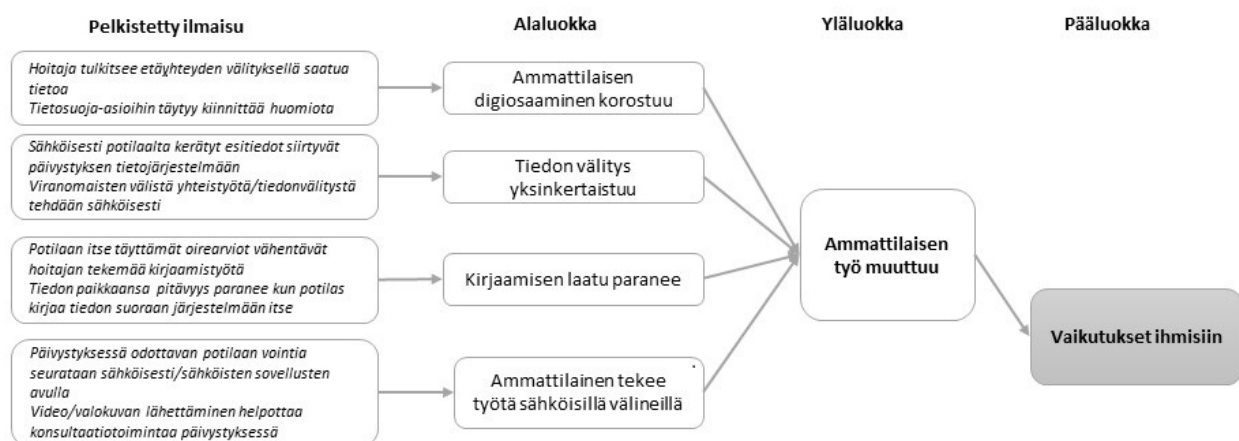 Pelkistetty ilmaisu
Alaluokka
Yläluokka
Pääluokka
Hoitaja tulkitsee etäyhteyden välityksellä saatua
tietoa
Tietosuoja-asioihin täytyy kiinnittää huomiota
Ammattilaisen
digiosaaminen korostuu
Sähköisesti potilaalta kerätyt esitiedot siirtyvät
päivystyksen tietojärjestelmään
Viranomaisten välistä yhteistyötä/tiedonvälitystä
tehdään sähköisesti
Tiedon välitys
yksinkertaistuu
Potilaan itse täyttämät oirearviot vähentävät
hoitajan tekemää kirjaamistyötä
Tiedon paikkaansa pitävyys paranee kun potilas
kirjaa tiedon suoraan järjestelmään itse
Kirjaamisen laatu paranee
Päivystyksessä odottavan potilaan vointia
seurataan sähköisesti/sähköisten sovellusten
avulla
Video/valokuvan lähettäminen helpottaa
konsultaatiotoimintaa päivystyksessä
Ammattilainen tekee
työtä sähköisillä välineillä
Ammattilaisen
työ muuttuu
Vaikutukset ihmisiin